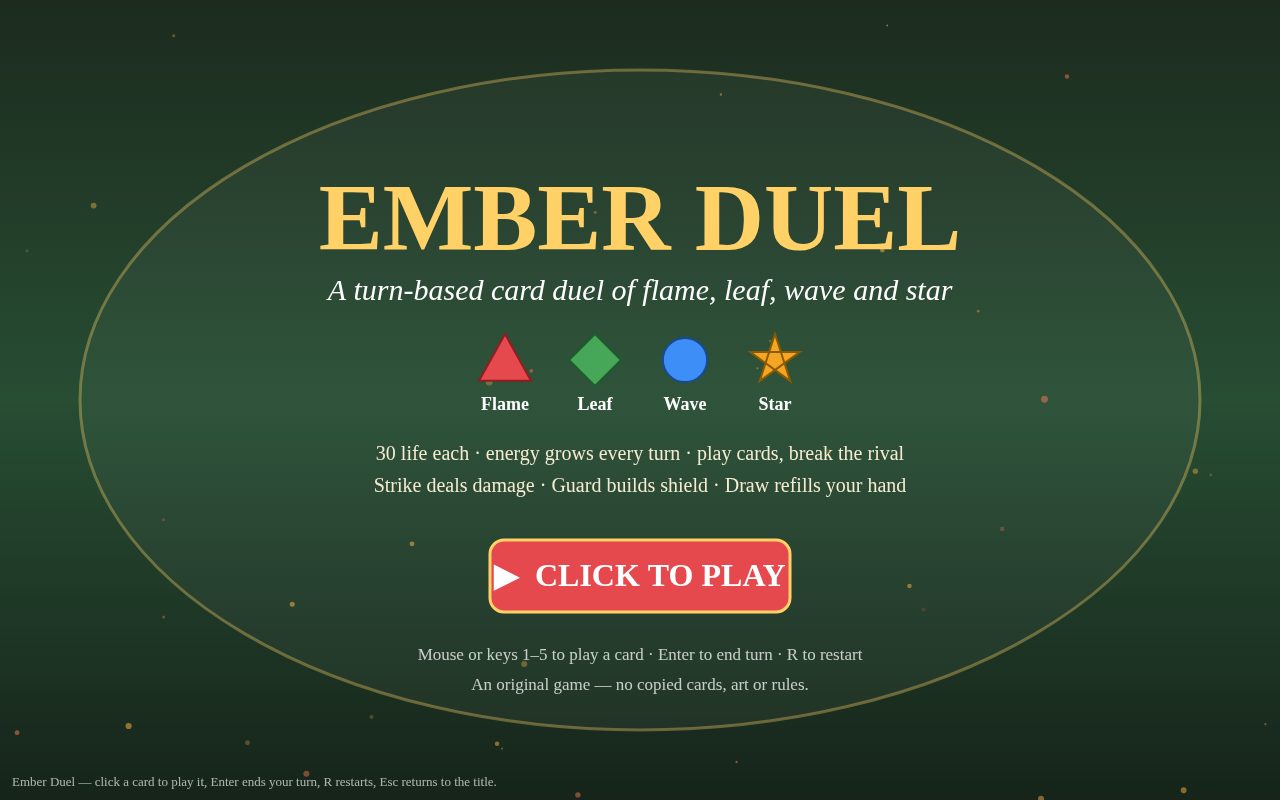 EMBER DUEL
A turn-based card duel of flame, leaf, wave and star
Flame Leaf Wave Star
30 life each · energy grows every turn · play cards, break the rival
Strike deals damage · Guard builds shield · Draw refills your hand
▶ CLICK TO PLAY
Mouse or keys 1–5 to play a card · Enter to end turn · R to restart
An original game — no copied cards, art or rules.
Ember Duel — click a card to play it, Enter ends your turn, R restarts, Esc returns to the title.